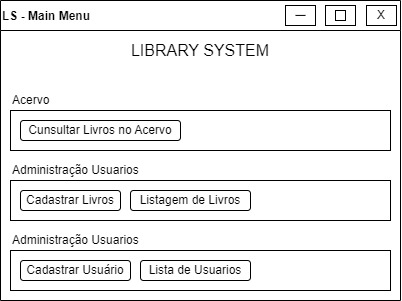 LS - Main Menu
X
LIBRARY SYSTEM
Acervo
Cunsultar Livros no Acervo
Administração Usuarios
Cadastrar Livros Listagem de Livros
Administração Usuarios
Cadastrar Usuário Lista de Usuarios